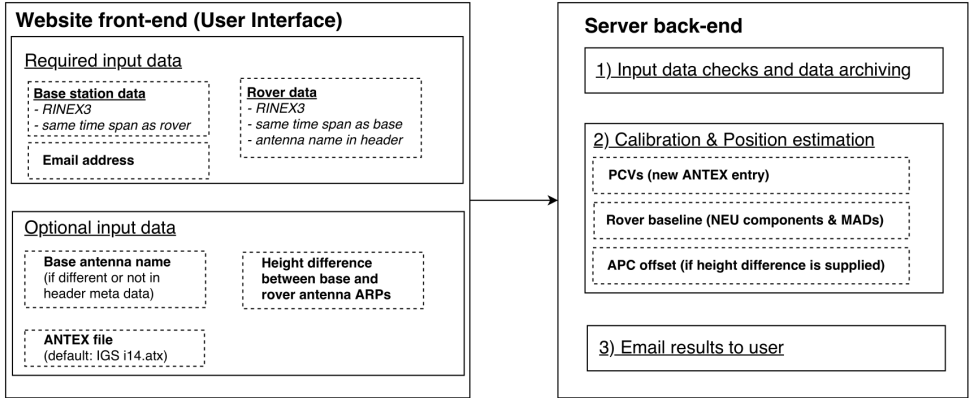 Website front-end (User Interface)
Required input data
Base station data
- RINEX3
- same time span as rover
Rover data
- RINEX3
- same time span as base
- antenna name in header
Email address
Optional input data
Base antenna name
(if different or not in
header meta data)
Height difference
between base and
rover antenna ARPs
ANTEX file
(default: IGS i14.atx)
Server back-end
1) Input data checks and data archiving
2) Calibration & Position estimation
PCVs (new ANTEX entry)
Rover baseline (NEU components & MADs)
APC offset (if height difference is supplied)
3) Email results to user